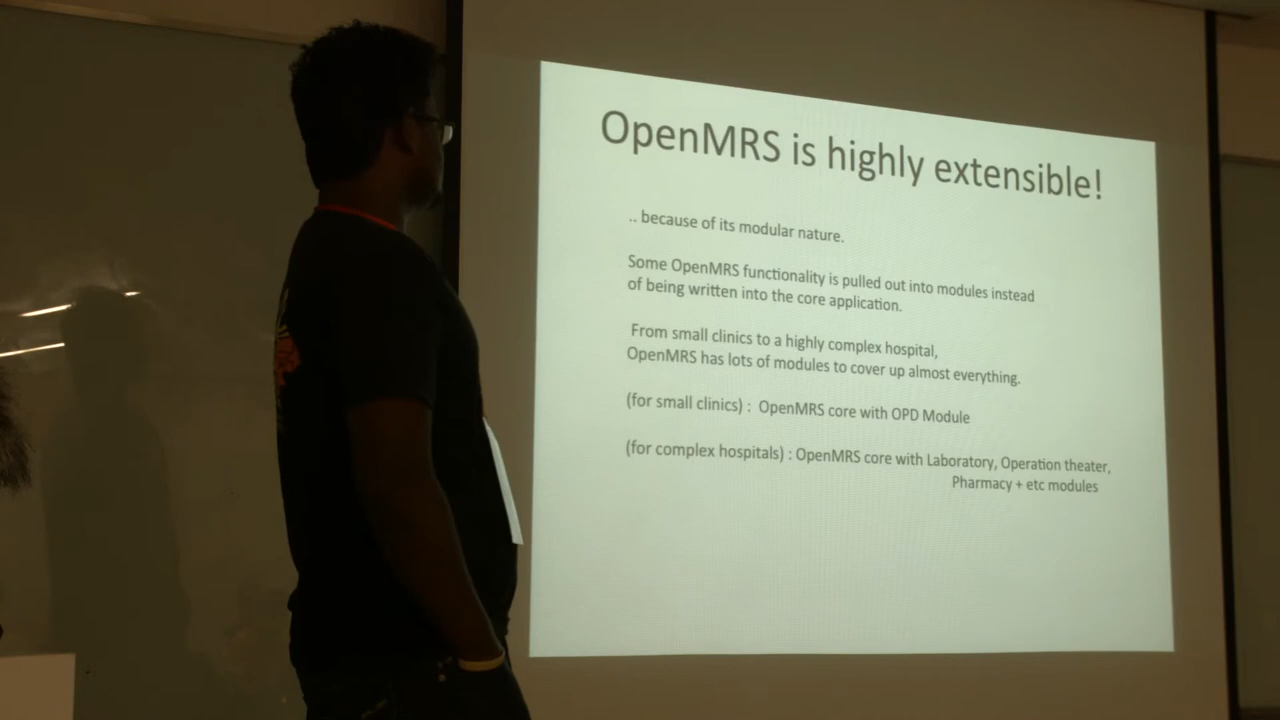 OpenMRS is highly extensible!
.. because of its modular nature.
Some OpenMRS functionality is pulled out into modules instead
of being written into the core application.
From small clinics to a highly complex hospital,
OpenMRS has lots of modules to cover up almost everything.
(for small clinics) : OpenMRS core with OPD Module
(for complex hospitals) : OpenMRS core with Laboratory, Operation theater,
Pharmacy + etc modules